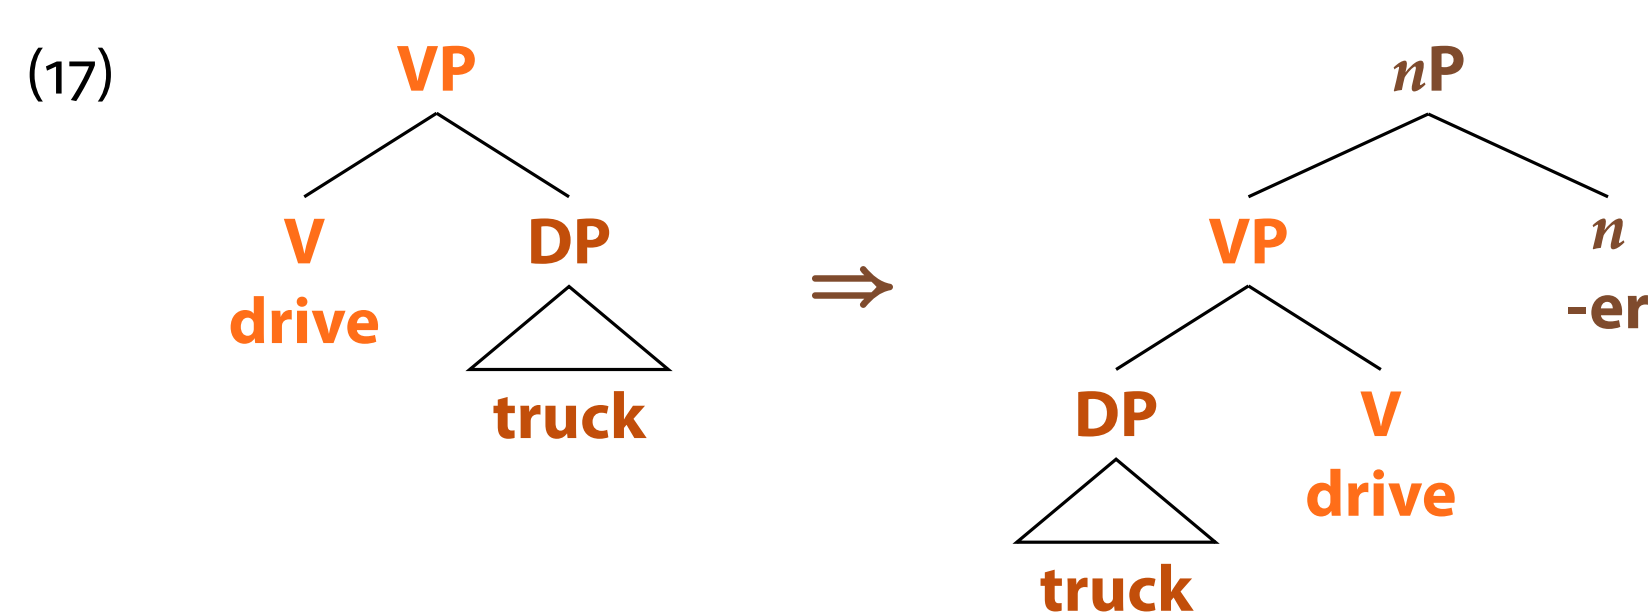 (17) VP nP
V DP VP n
drive ⇒ -er
truck DP V
drive
truck